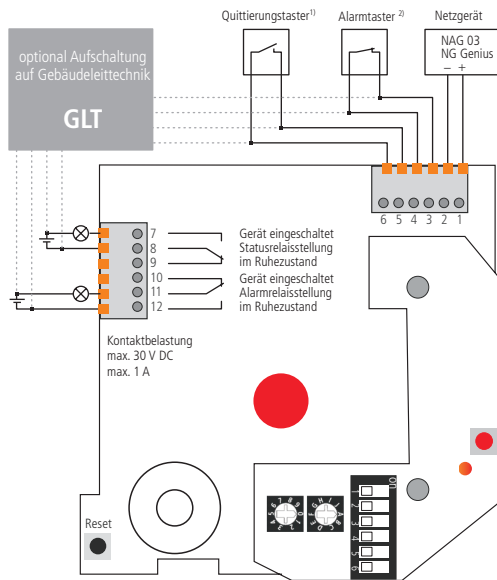 Quittierungstaster1)
Alarmtaster 2)
Netzgerät
NAG 03
NG Genius
– +
optional Aufschaltung
auf Gebäudeleittechnik
GLT
6 5 4 3 2 1
7
8
9
10
11
12
Gerät eingeschaltet
Statusrelaisstellung
im Ruhezustand
Gerät eingeschaltet
Alarmrelaisstellung
im Ruhezustand
Kontaktbelastung
max. 30 V DC
max. 1 A
Reset
On
1
2
3
4
5
6